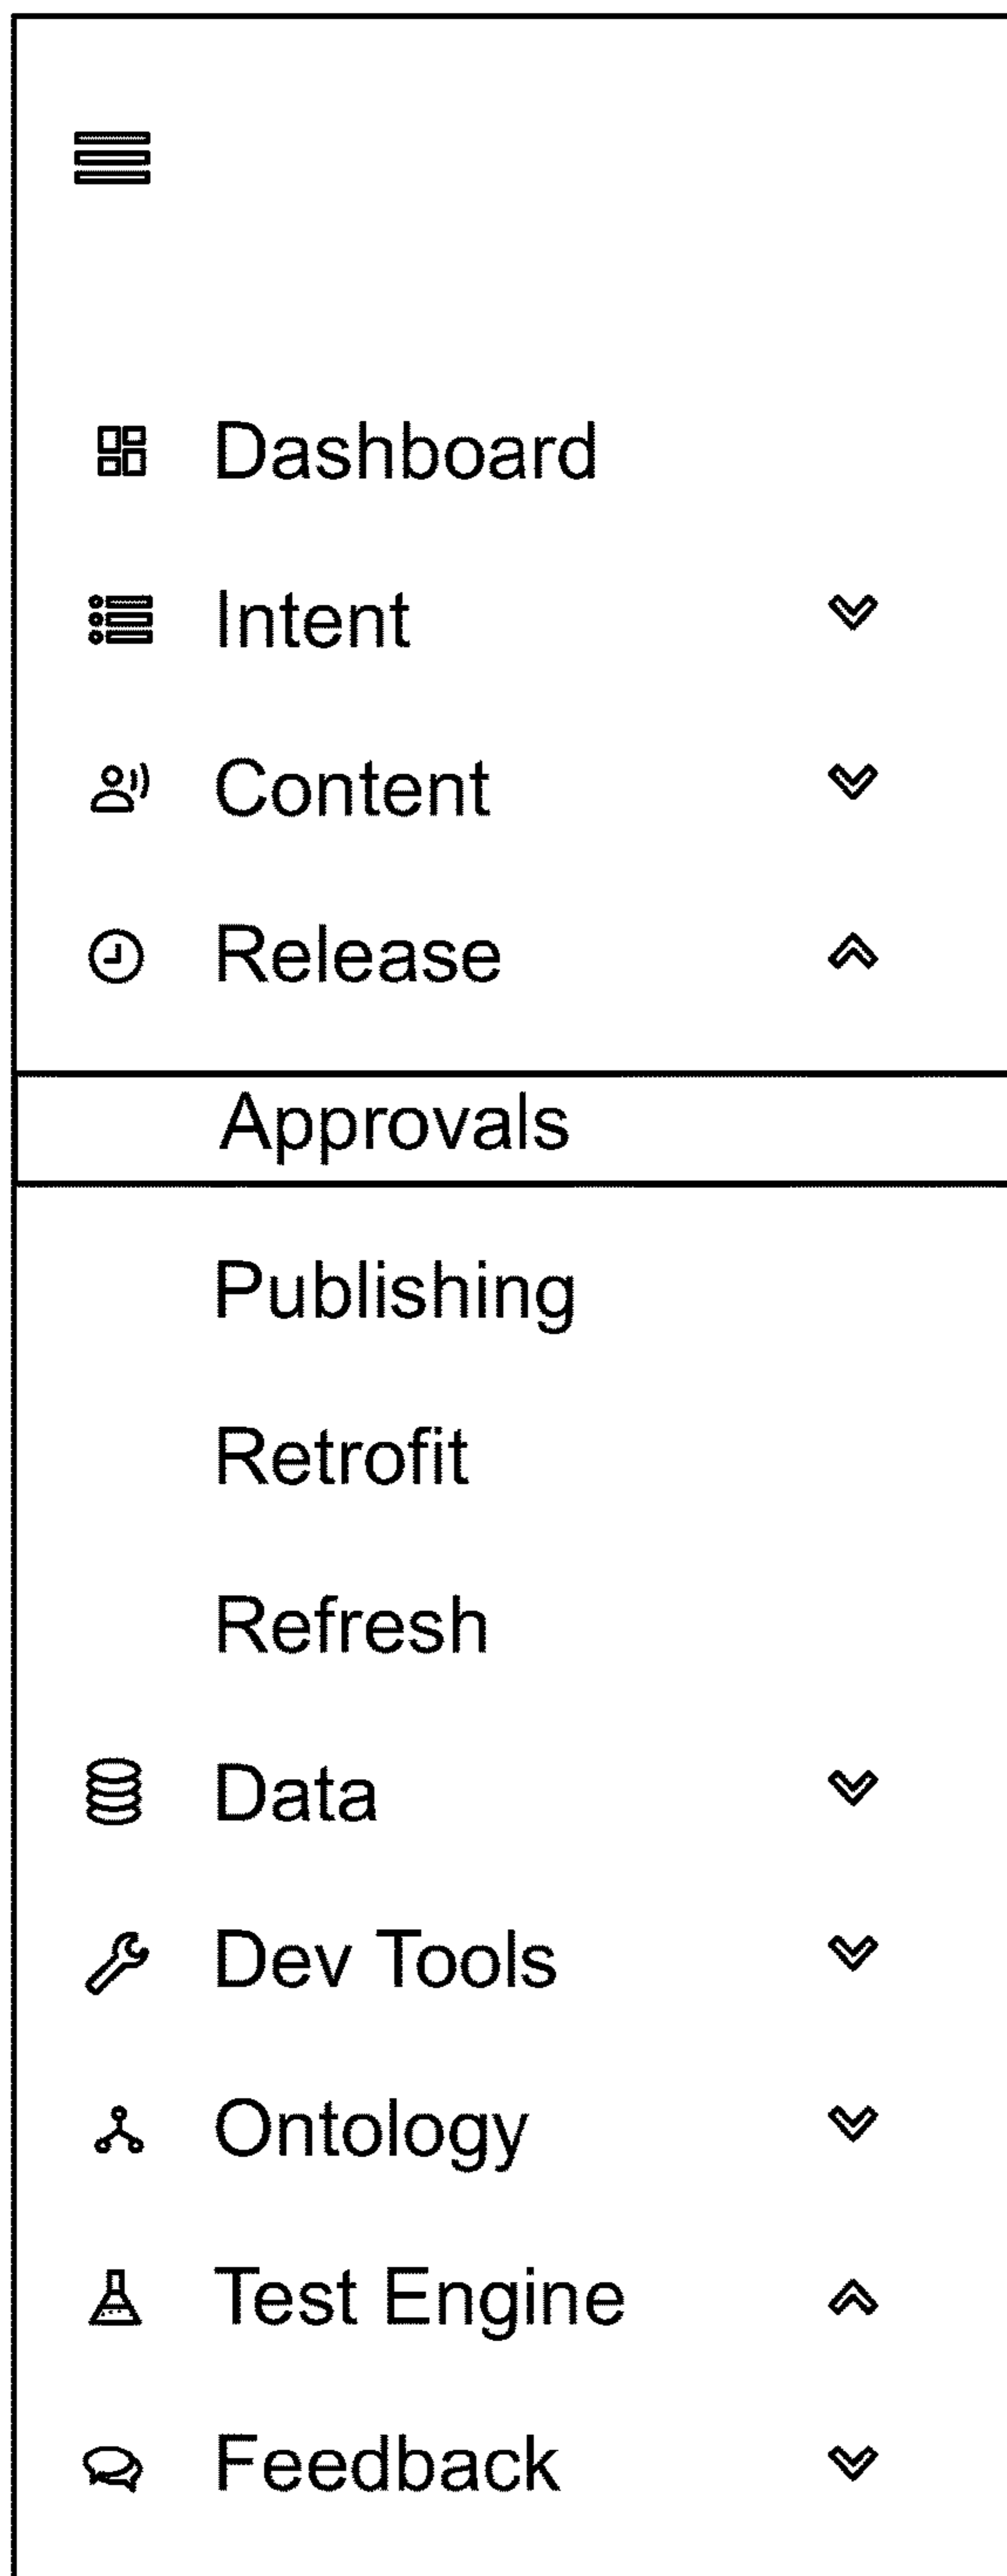 Dashboard
Intent
Content
Release
Approvals
Publishing
Retrofit
Refresh
Data
Dev Tools
Ontology
Test Engine
Feedback